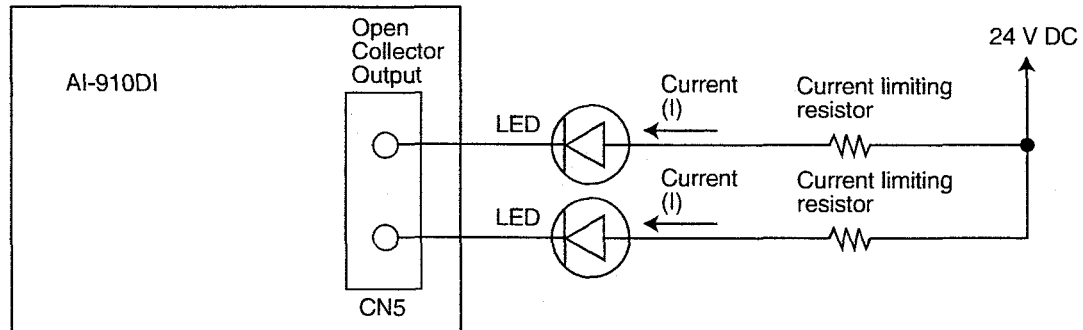 Open
Collector
Output
AI-910DI
CN5
LED
Current
(I)
Current limiting
resistor
24 V DC
LED
Current
(I)
Current limiting
resistor